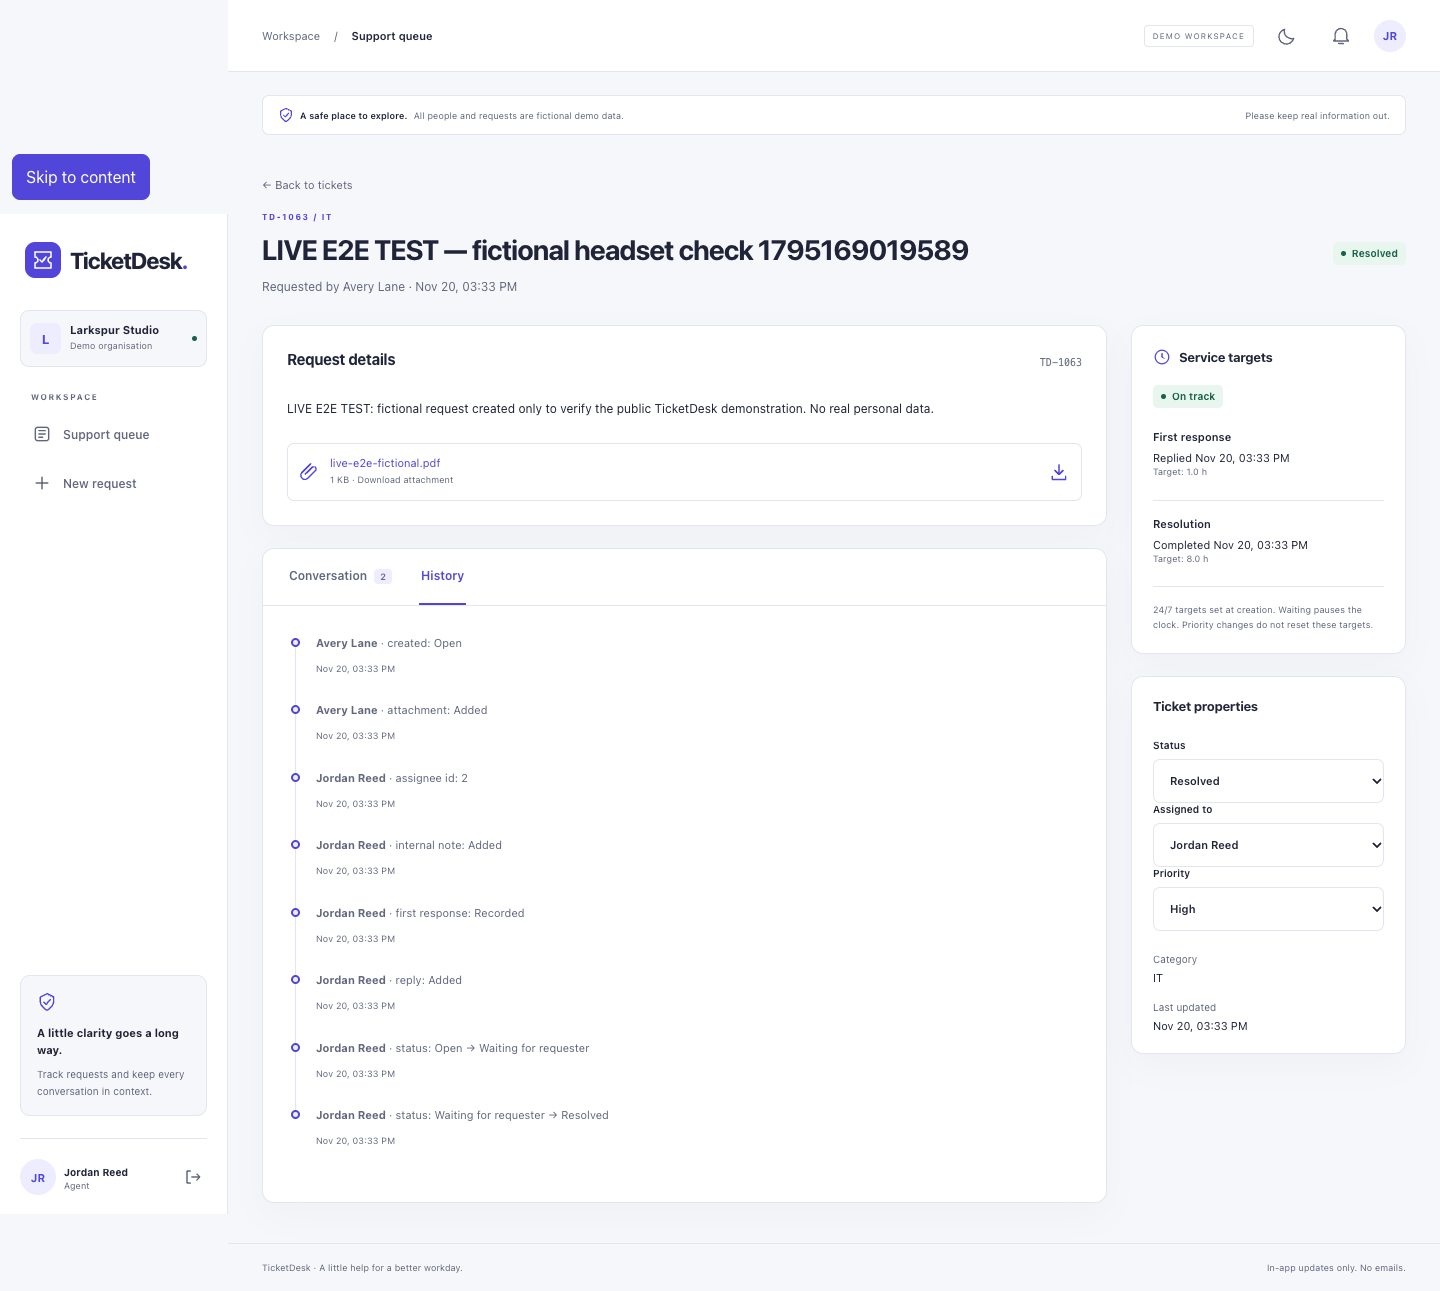 Workspace / Support queue
DEMO WORKSPACE
JR
A safe place to explore. All people and requests are fictional demo data.
Please keep real information out.
Skip to content
TicketDesk.
L
Larkspur Studio
Demo organisation
WORKSPACE
Support queue
New request
A little clarity goes a long
way.
Track requests and keep every
conversation in context.
JR
Jordan Reed
Agent
← Back to tickets
TD-1063 / IT
LIVE E2E TEST — fictional headset check 1795169019589
Resolved
Requested by Avery Lane · Nov 20, 03:33 PM
Request details
TD-1063
LIVE E2E TEST: fictional request created only to verify the public TicketDesk demonstration. No real personal data.
live-e2e-fictional.pdf
1 KB · Download attachment
Conversation 2
History
Avery Lane · created: Open
Nov 20, 03:33 PM
Avery Lane · attachment: Added
Nov 20, 03:33 PM
Jordan Reed · assignee id: 2
Nov 20, 03:33 PM
Jordan Reed · internal note: Added
Nov 20, 03:33 PM
Jordan Reed · first response: Recorded
Nov 20, 03:33 PM
Jordan Reed · reply: Added
Nov 20, 03:33 PM
Jordan Reed · status: Open → Waiting for requester
Nov 20, 03:33 PM
Jordan Reed · status: Waiting for requester → Resolved
Nov 20, 03:33 PM
Service targets
On track
First response
Replied Nov 20, 03:33 PM
Target: 1.0 h
Resolution
Completed Nov 20, 03:33 PM
Target: 8.0 h
24/7 targets set at creation. Waiting pauses the
clock. Priority changes do not reset these targets.
Ticket properties
Status
Resolved
Assigned to
Jordan Reed
Priority
High
Category
IT
Last updated
Nov 20, 03:33 PM
TicketDesk · A little help for a better workday.
In-app updates only. No emails.